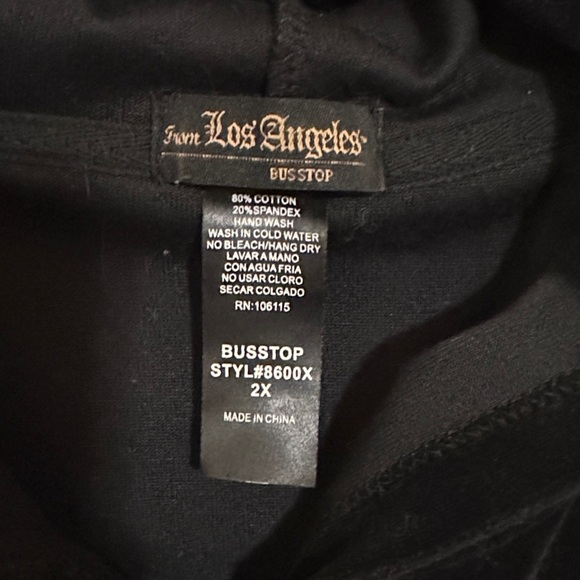 From Los Angeles
BUSSTOP
80% COTTON
20%SPANDEX
HAND WASH
WASH IN COLD WATER
NO BLEACH/HANG DRY
LAVAR A MANO
CON AGUA FRIA
NO USAR CLORO
SECAR COLGADO
RN:106115
BUSSTOP
STYL#8600X
2X
MADE IN CHINA